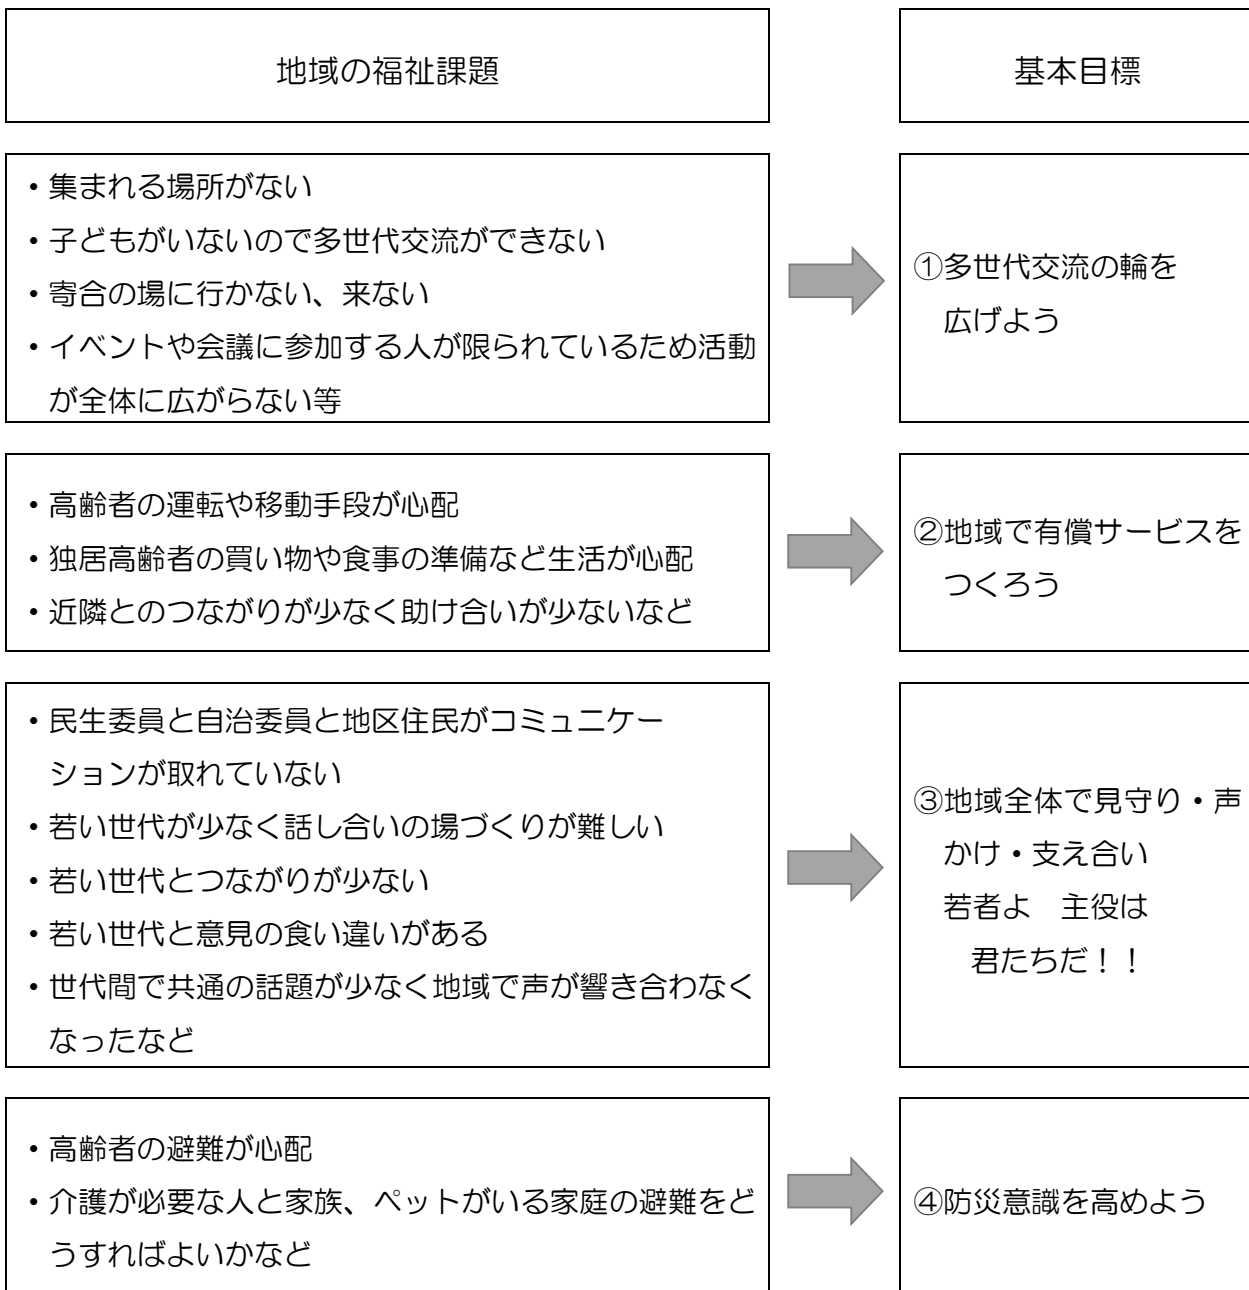 地域の福祉課題
基本目標
・集まれる場所がない
・子どもがいないので多世代交流ができない
・寄合の場に行かない、来ない
・イベントや会議に参加する人が限られているため活動
が全体に広がらない等
①多世代交流の輪を
広げよう
・高齢者の運転や移動手段が心配
・独居高齢者の買い物や食事の準備など生活が心配
・近隣とのつながりが少なく助け合いが少ないなど
②地域で有償サービスを
つくろう
・民生委員と自治委員と地区住民がコミュニケー
ションが取れていない
・若い世代が少なく話し合いの場づくりが難しい
・若い世代とつながりが少ない
・若い世代と意見の食い違いがある
・世代間で共通の話題が少なく地域で声が響き合わなく
なったなど
③地域全体で見守り・声
かけ・支え合い
若者よ　主役は
君たちだ！！
・高齢者の避難が心配
・介護が必要な人と家族、ペットがいる家庭の避難をど
うすればよいかなど
④防災意識を高めよう